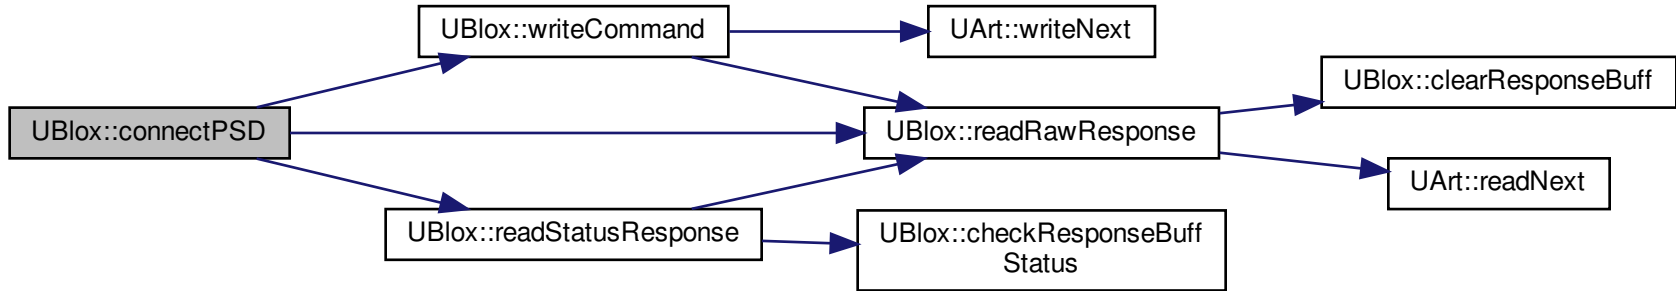 UBlox::connectPSD
UBlox::writeCommand
UArt::writeNext
UBlox::readRawResponse
UBlox::clearResponseBuff
UArt::readNext
UBlox::readStatusResponse
UBlox::checkResponseBuff
Status